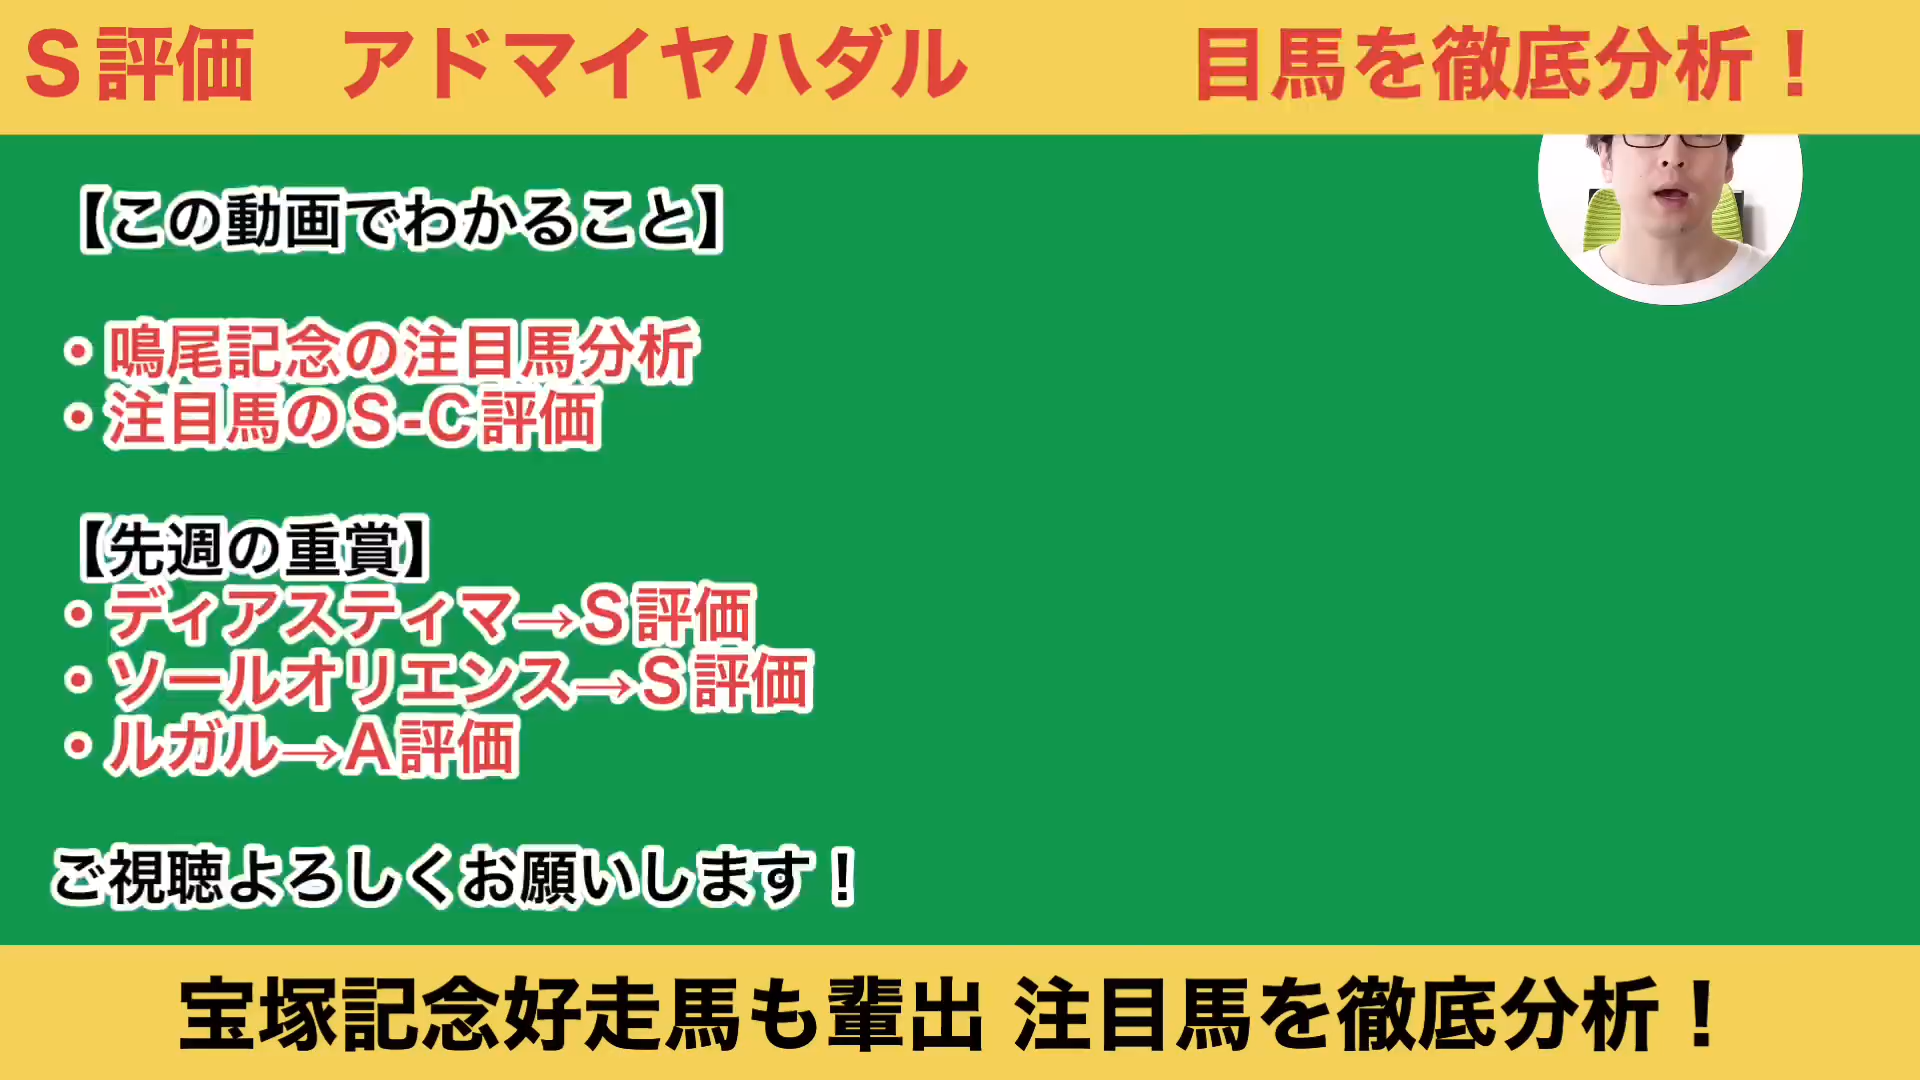 S評価　アドマイヤハダル　目馬を徹底分析！
【この動画でわかること】
・鳴尾記念の注目馬分析
・注目馬のS-C評価
【先週の重賞】
・ディアスティマ→S評価
・ソールオリエンス→S評価
・ルガル→A評価
ご視聴よろしくお願いします！
宝塚記念好走馬も輩出 注目馬を徹底分析！